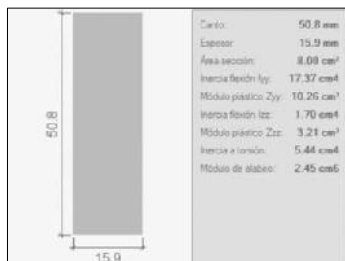 50.8
15.9
Canto: 50.8 mm
Espesor: 15.9 mm
Área sección: 8.08 cm²
Inercia flexión Iyy: 17.37 cm4
Módulo plástico Zyy: 10.26 cm³
Inercia flexión Izz: 1.70 cm4
Módulo plástico Zzz: 3.21 cm³
Inercia a torsión: 5.44 cm4
Módulo de alabeo: 2.45 cm6